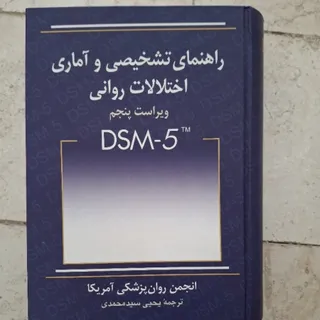 راهنمای تشخیصی و آماری
اختلالات روانی
ویراست پنجم
DSM-5™
انجمن روان‌پزشکی آمریکا
ترجمه یحیی سیدمحمدی